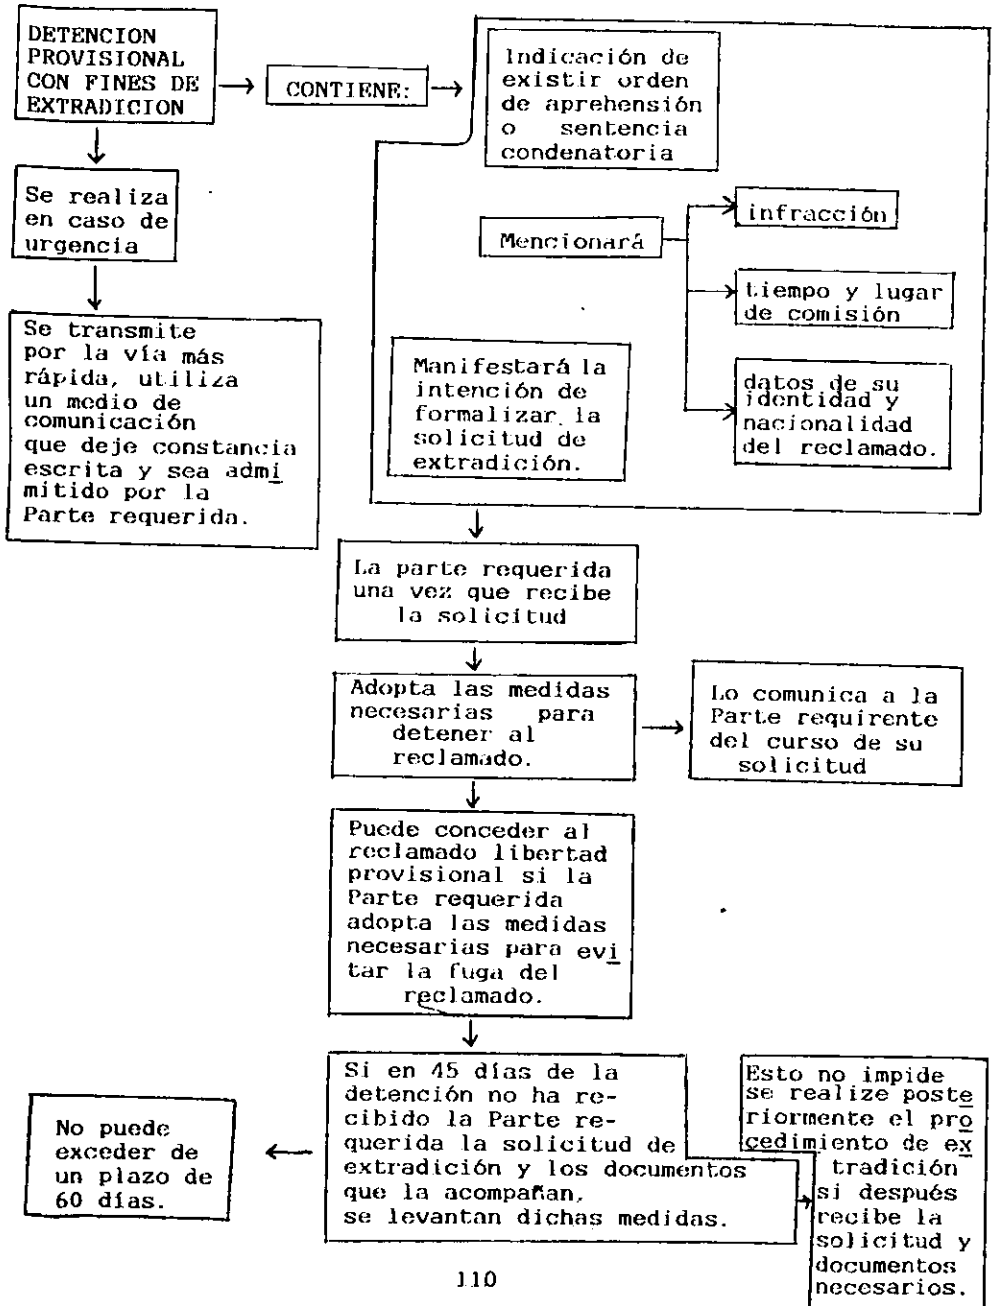 DETENCION
PROVISIONAL
CON FINES DE
EXTRADICION
CONTIENE:
Indicación de
existir orden
de aprehensión
o sentencia
condenatoria
Se realiza
en caso de
urgencia
Mencionará
infracción
tiempo y lugar
de comisión
datos de su
identidad y
nacionalidad
del reclamado.
Se transmite
por la vía más
rápida, utiliza
un medio de
comunicación
que deje constancia
escrita y sea admi
mitido por la
Parte requerida.
Manifestará la
intención de
formalizar la
solicitud de
extradición.
La parte requerida
una vez que recibe
la solicitud
Adopta las medidas
necesarias para
detener al
reclamado.
Lo comunica a la
Parte requirente
del curso de su
solicitud
Puede conceder al
reclamado libertad
provisional si la
Parte requerida
adopta las medidas
necesarias para evi
tar la fuga del
reclamado.
Si en 45 días de la
detención no ha re-
cibido la Parte re-
querida la solicitud de
extradición y los documentos
que la acompañan,
se levantan dichas medidas.
No puede
exceder de
un plazo de
60 días.
Esto no impide
se realize poste
riormente el pro
cedimiento de ex
tradición
si después
recibe la
solicitud y
documentos
necesarios.
110